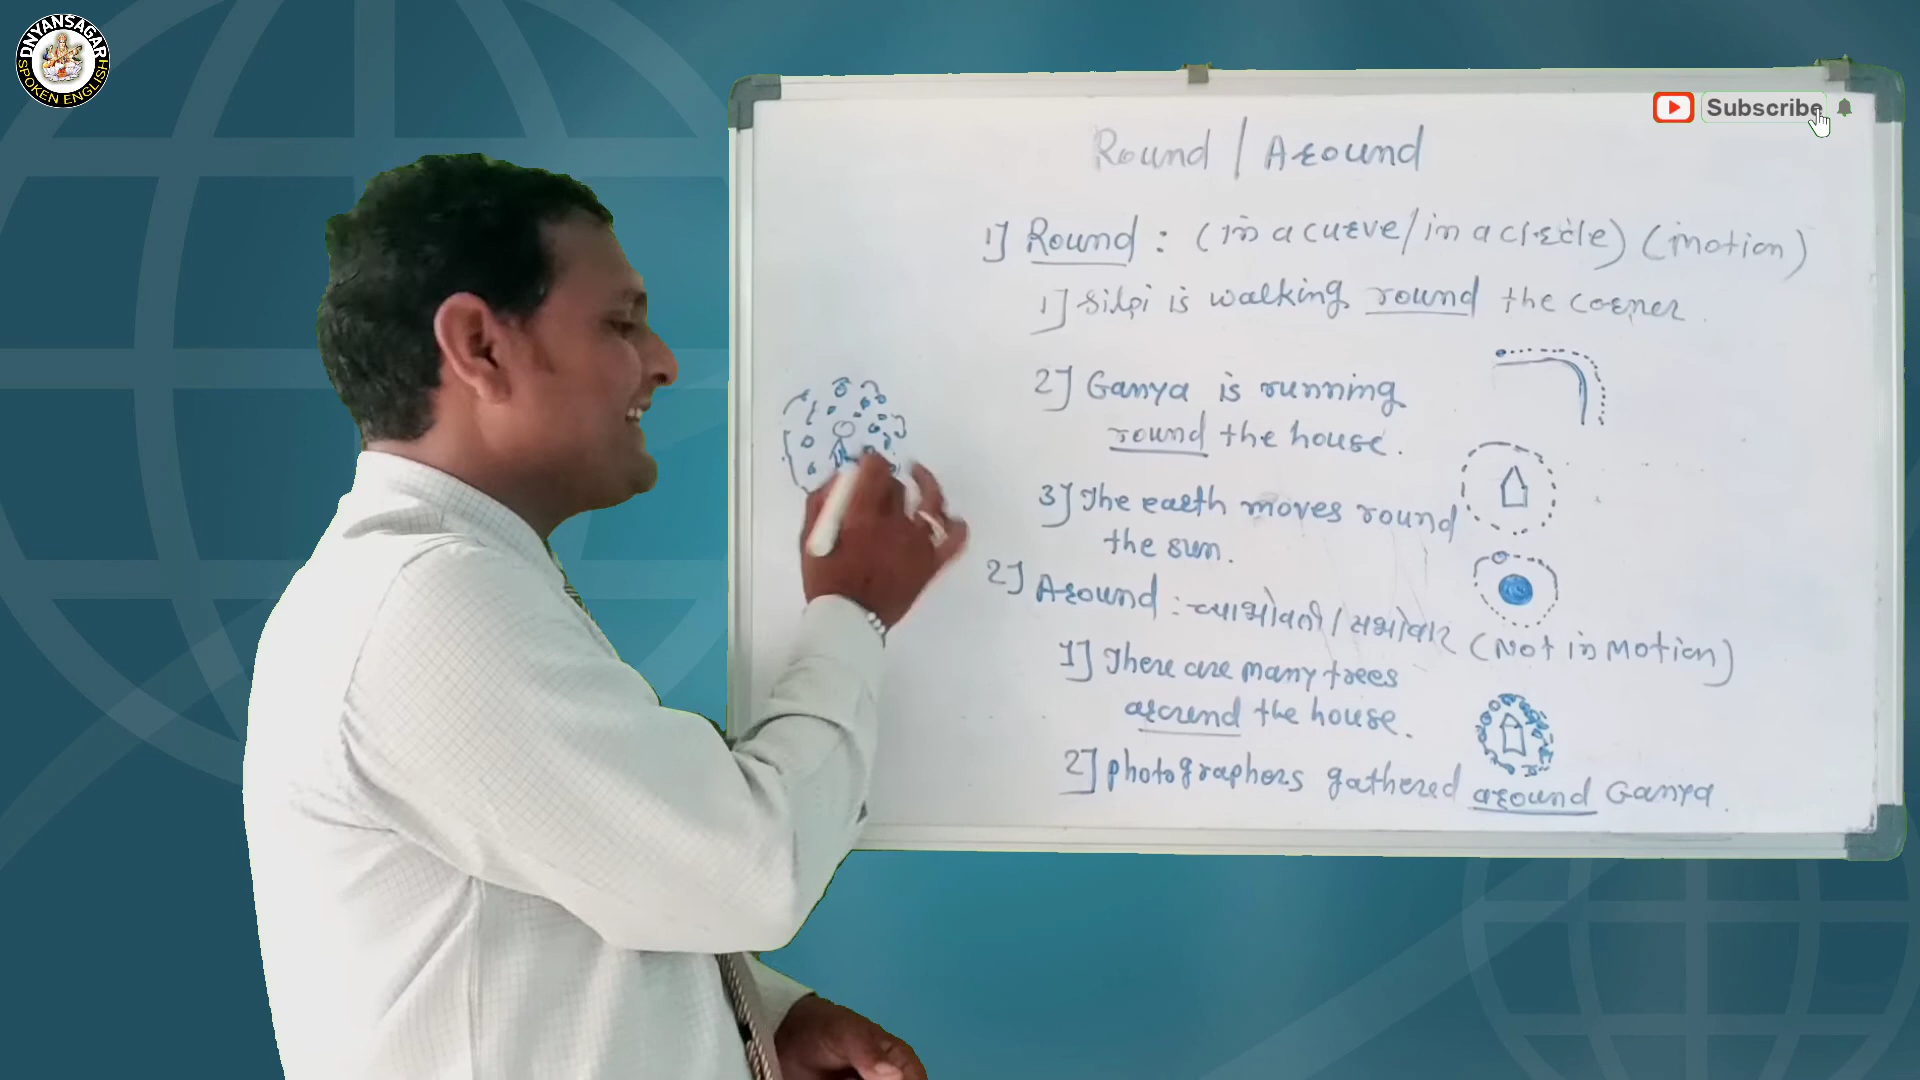 DNYANSAGAR
SPOKEN ENGLISH
Subscribe
Round / Around
1] Round : (in a curve/in a circle) (motion)
1] Silpi is walking round the corner.
2] Ganya is running
round the house.
3] The earth moves round
the sun.
2] Around : च्याभोवती / सभोवार (Not in Motion)
1] There are many trees
around the house.
2] photographers gathered around Ganya.